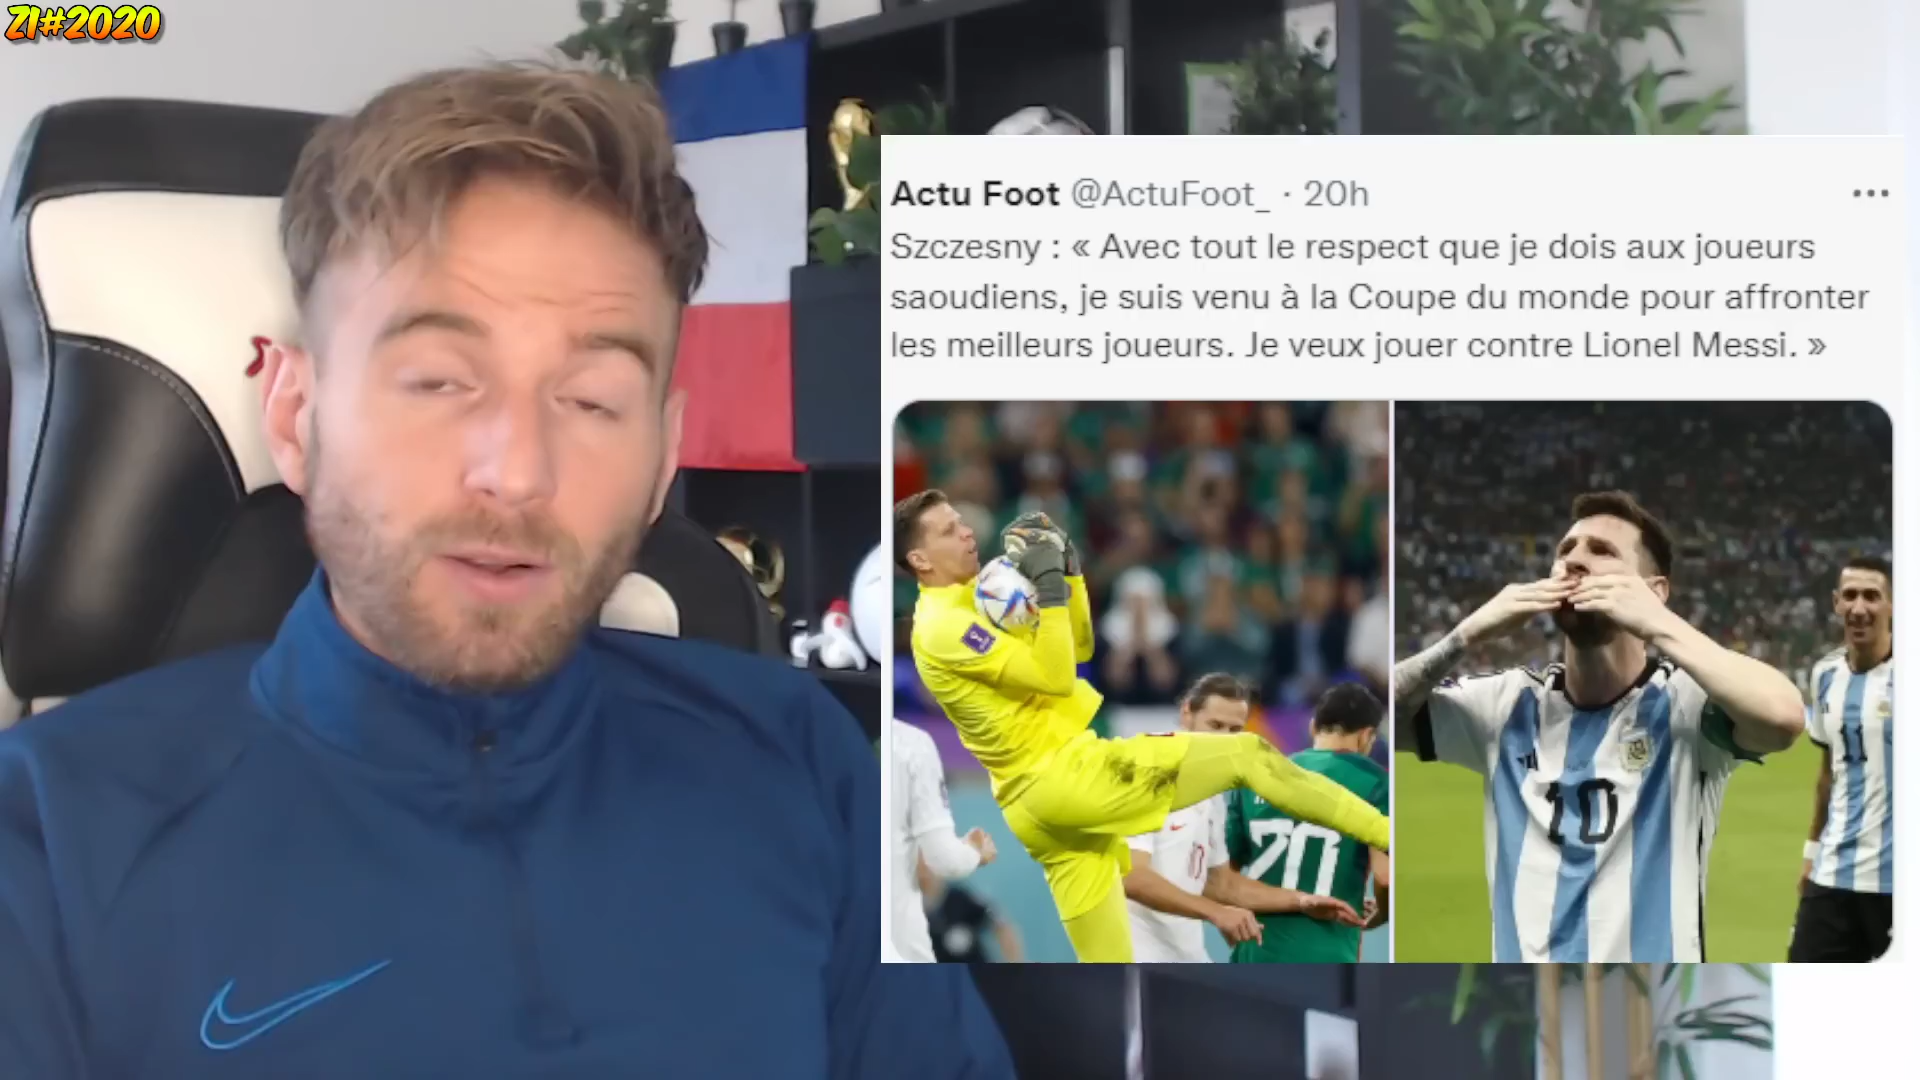 ZI#2020
Actu Foot @ActuFoot_ · 20h
Szczesny : « Avec tout le respect que je dois aux joueurs
saoudiens, je suis venu à la Coupe du monde pour affronter
les meilleurs joueurs. Je veux jouer contre Lionel Messi. »
10
20
10
11